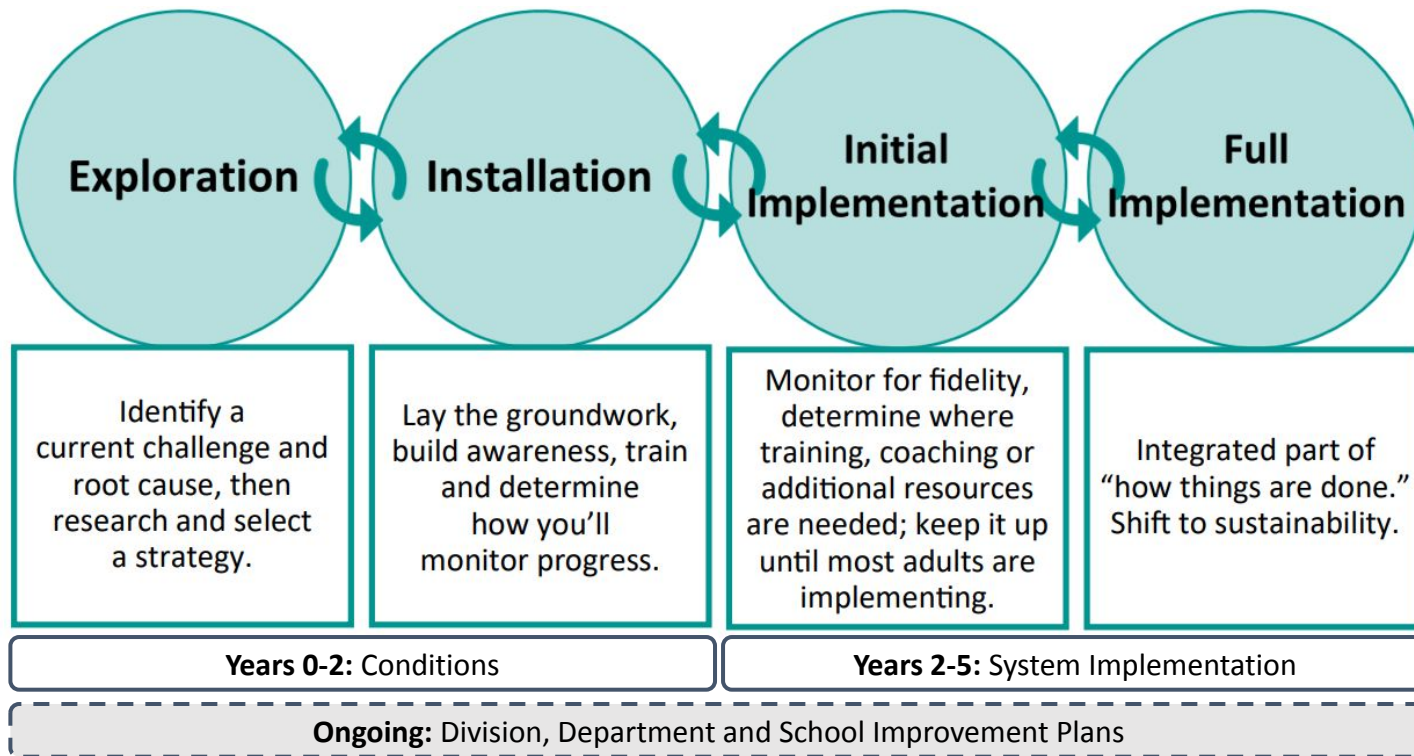 Exploration
Installation
Initial
Implementation
Full
Implementation
Identify a
current challenge and
root cause, then
research and select
a strategy.
Lay the groundwork,
build awareness, train
and determine
how you’ll
monitor progress.
Monitor for fidelity,
determine where
training, coaching or
additional resources
are needed; keep it up
until most adults are
implementing.
Integrated part of
“how things are done.”
Shift to sustainability.
Years 0-2: Conditions
Years 2-5: System Implementation
Ongoing: Division, Department and School Improvement Plans